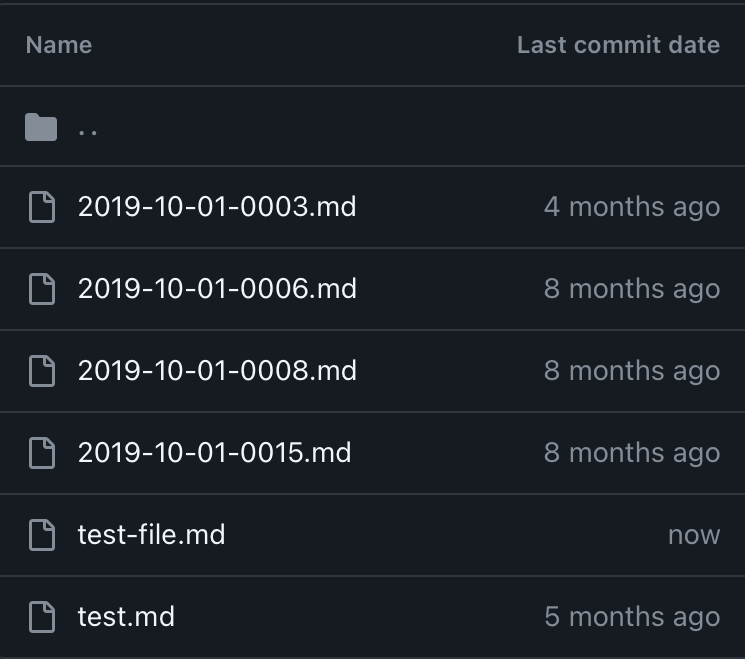 Name Last commit date
..
2019-10-01-0003.md 4 months ago
2019-10-01-0006.md 8 months ago
2019-10-01-0008.md 8 months ago
2019-10-01-0015.md 8 months ago
test-file.md now
test.md 5 months ago